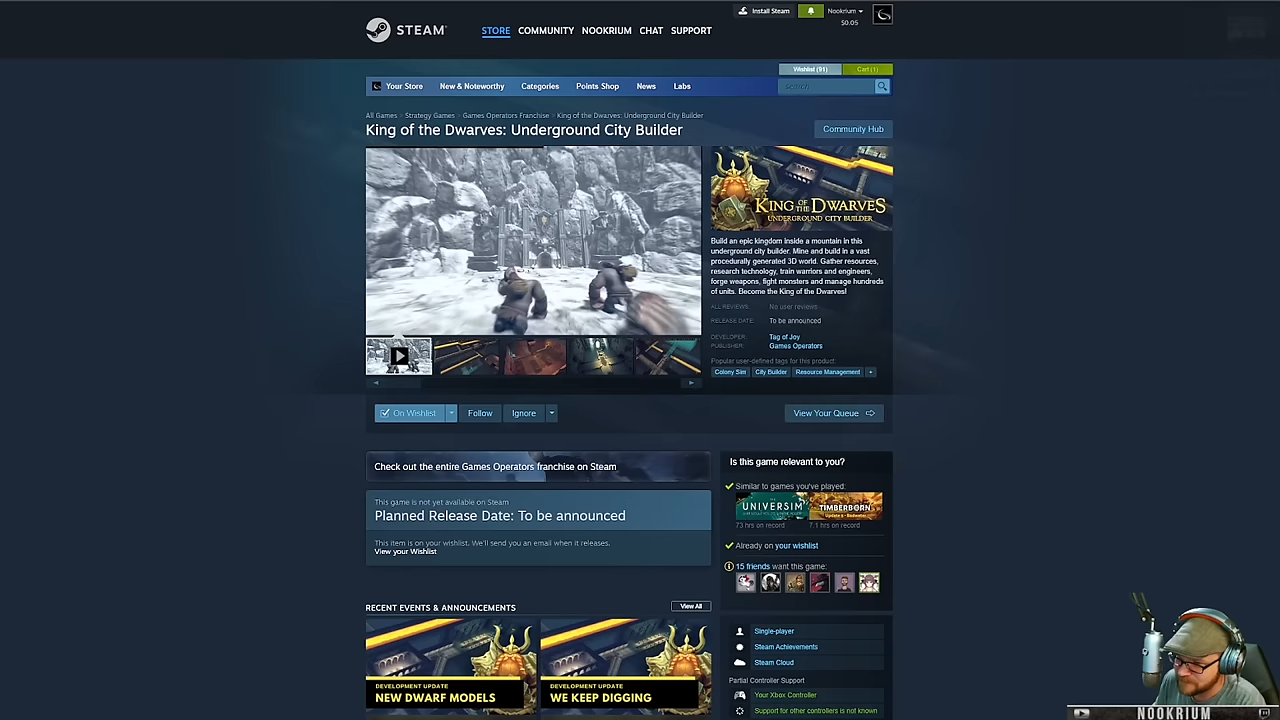 Install Steam
Nookrium
$0.05
STEAM
STORE COMMUNITY NOOKRIUM CHAT SUPPORT
Wishlist (91) Cart (1)
Your Store New & Noteworthy Categories Points Shop News Labs search
All Games > Strategy Games > Games Operators Franchise > King of the Dwarves: Underground City Builder
King of the Dwarves: Underground City Builder
Community Hub
KING OF THE DWARVES
UNDERGROUND CITY BUILDER
Build an epic kingdom inside a mountain in this
underground city builder. Mine and build in a vast
procedurally generated 3D world. Gather resources,
research technology, train warriors and engineers,
forge weapons, fight monsters and manage hundreds
of units. Become the King of the Dwarves!
ALL REVIEWS: No user reviews
RELEASE DATE: To be announced
DEVELOPER: Tag of Joy
PUBLISHER: Games Operators
Popular user-defined tags for this product:
Colony Sim City Builder Resource Management +
On Wishlist Follow Ignore View Your Queue
Check out the entire Games Operators franchise on Steam
This game is not yet available on Steam
Planned Release Date: To be announced
This item is on your wishlist. We'll send you an email when it releases.
View your Wishlist
Is this game relevant to you?
Similar to games you've played:
UNIVERSIM TIMBERBORN
73 hrs on record 7.1 hrs on record
Already on your wishlist
15 friends want this game:
RECENT EVENTS & ANNOUNCEMENTS View All
DEVELOPMENT UPDATE
NEW DWARF MODELS
DEVELOPMENT UPDATE
WE KEEP DIGGING
Single-player
Steam Achievements
Steam Cloud
Partial Controller Support
Your Xbox Controller
Support for other controllers is not known
NOOKRIUM